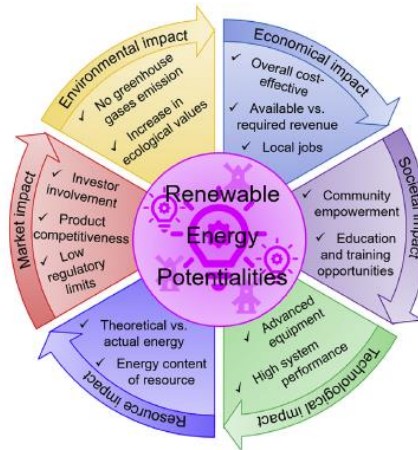 Renewable
Energy
Potentialities
Economical impact
Overall cost-
effective
Available vs.
required revenue
Local jobs
Societal impact
Community
empowerment
Education
and training
opportunities
Technological impact
Advanced
equipment
High system
performance
Resource impact
Theoretical vs.
actual energy
Energy content
of resource
Market impact
Investor
involvement
Product
competitiveness
Low
regulatory
limits
Environmental impact
No greenhouse
gases emission
Increase in
ecological values